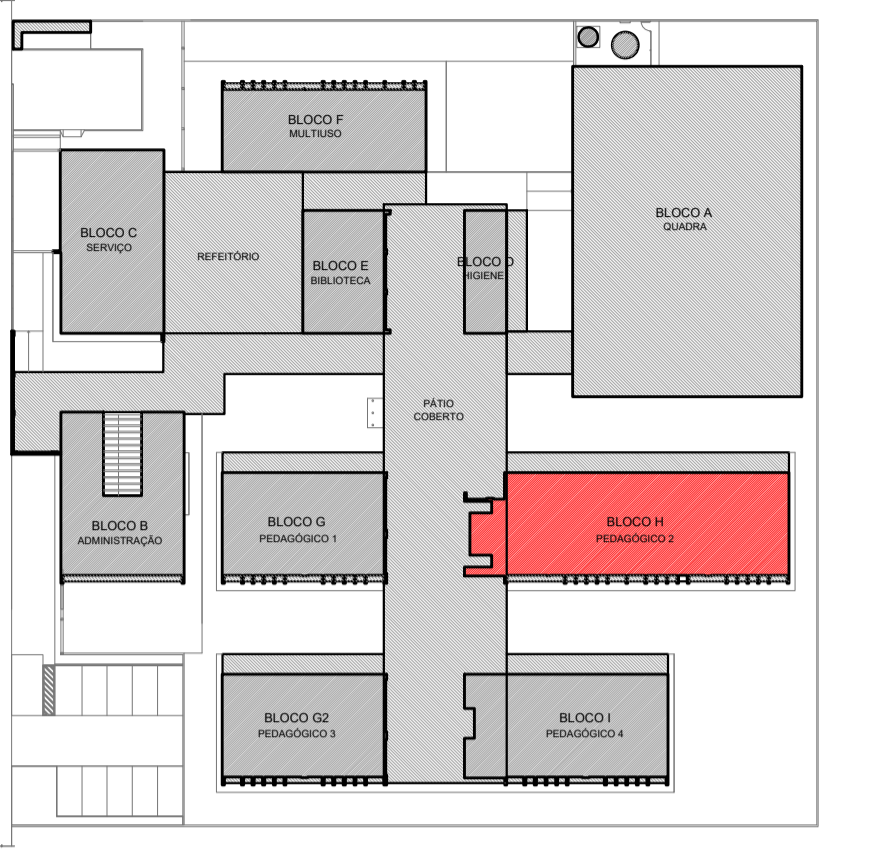 BLOCO F
MULTIUSO
BLOCO A
QUADRA
BLOCO C
SERVIÇO
REFEITÓRIO
BLOCO E
BIBLIOTECA
BLOCO D
HIGIENE
PÁTIO
COBERTO
BLOCO B
ADMINISTRAÇÃO
BLOCO G
PEDAGÓGICO 1
BLOCO H
PEDAGÓGICO 2
BLOCO G2
PEDAGÓGICO 3
BLOCO I
PEDAGÓGICO 4